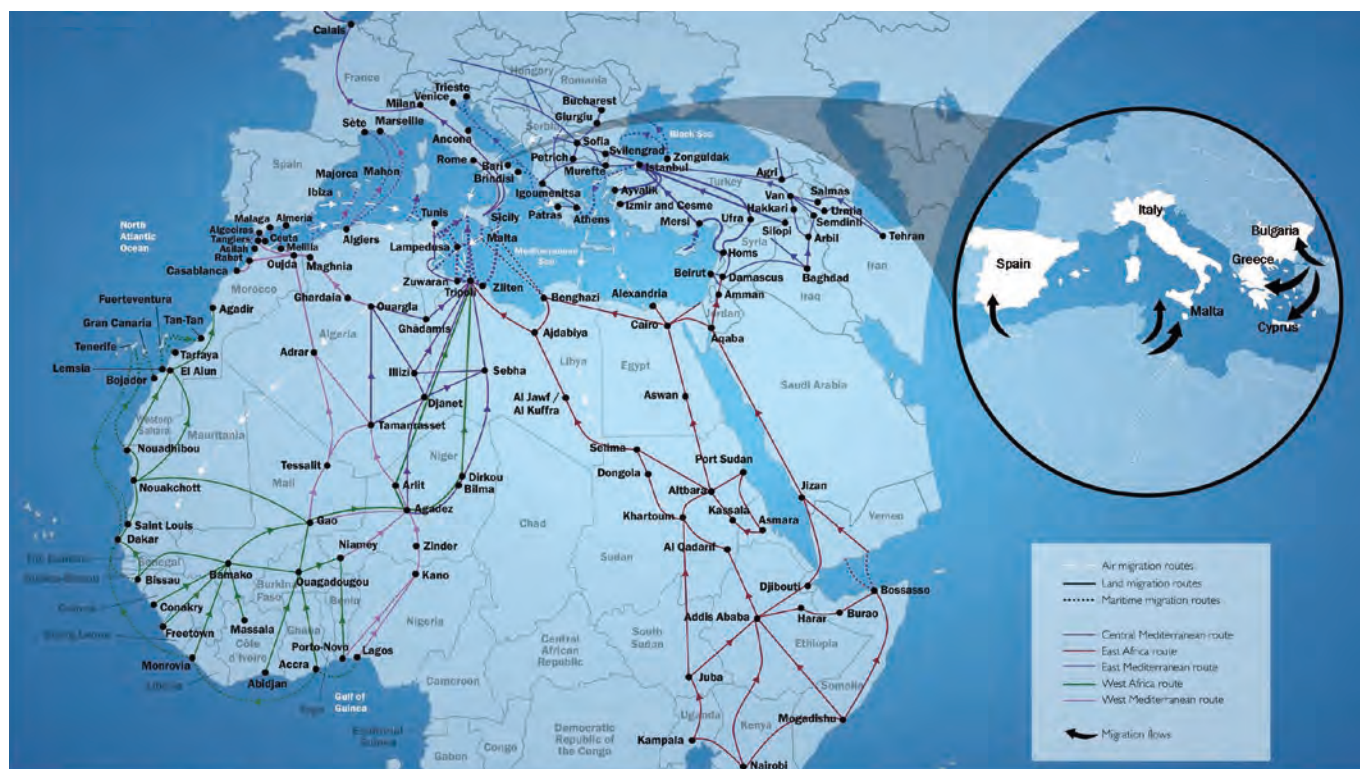 Calais
France
Hungary
Romania
Trieste
Venice
Milan
Bucharest
Giurgiu
Serbia
Sète
Marseille
Ancone
Sofia
Svilengrad
Black Sea
Petrich
Zonguldak
Rome
Bari
Murefte
Istanbul
Agri
Spain
Mahón
Majorca
Ibiza
Brindisi
Igoumenitsa
Ayvalik
Turkey
Van
Salmas
Izmir and Cesme
Hakkari
Urmia
Semdinli
Patras
Athens
Mersi
Ufra
Silopi
Tunis
Sicily
North
Atlantic
Ocean
Malaga
Almeria
Algeciras
Tangiers
Ceuta
Asilah
Melilla
Rabat
Algiers
Lampedusa
Malta
Mediterranean
Sea
Arbil
Tehran
Syria
Homs
Casablanca
Oujda
Maghnia
Beirut
Damascus
Baghdad
Iran
Morocco
Zuwaran
Tripoli
Zliten
Benghazi
Alexandria
Amman
Iraq
Fuerteventura
Agadir
Ghardaia
Ouargla
Ghadamis
Jordan
Gran Canaria
Tan-Tan
Algeria
Ajdabiya
Cairo
Aqaba
Tenerife
Tarfaya
Adrar
Libya
Egypt
Lemsia
El Aiun
Illizi
Sebha
Saudi Arabia
Bojador
Djanet
Al Jawf /
Al Kuffra
Aswan
Western
Sahara
Mauritania
Tamanrasset
Nouadhibou
Selima
Port Sudan
Tessalit
Niger
Dongola
Mali
Arlit
Dirkou
Bilma
Nouakchott
Altbara
Jizan
Agadez
Saint Louis
Gao
Chad
Khartoum
Kassala
Asmara
Yemen
Dakar
Niamey
Zinder
Sudan
Al Qadarif
Senegal
Bamako
Burkina
Faso
Ouagadougou
Kano
Bissau
Benin
Djibouti
Bossasso
Guinea
Conakry
Nigeria
Addis Ababa
Harar
Burao
Freetown
Massala
Ghana
Sierra Leone
Côte
d'Ivoire
Porto-Novo
Lagos
Central
African
Republic
South
Sudan
Ethiopia
Monrovia
Accra
Juba
Liberia
Abidjan
Cameroon
Somalia
Togo
Gulf of
Guinea
Uganda
Mogadishu
Equatorial
Guinea
Kenya
Kampala
Gabon
Congo
Democratic
Republic of
the Congo
Nairobi
Italy
Bulgaria
Spain
Greece
Malta
Cyprus
Air migration routes
Land migration routes
Maritime migration routes
Central Mediterranean route
East Africa route
East Mediterranean route
West Africa route
West Mediterranean route
Migration flows